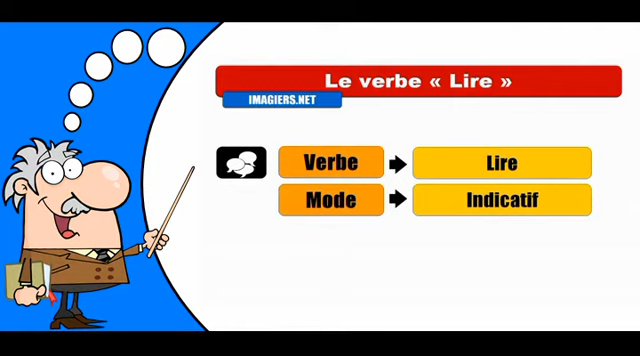 Le verbe « Lire »
IMAGIERS.NET
Verbe Lire
Mode Indicatif